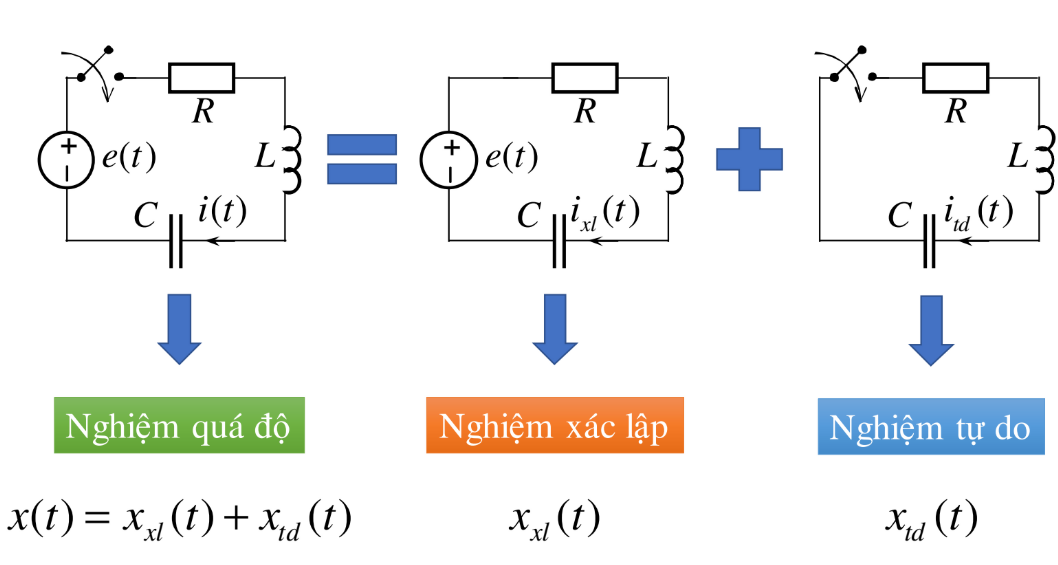 R
R
R
+
−
e(t)
L
+
−
e(t)
L
L
C
i(t)
C
i_{xl}(t)
C
i_{td}(t)
Nghiệm quá độ
Nghiệm xác lập
Nghiệm tự do
x(t) = x_{xl}(t) + x_{td}(t)
x_{xl}(t)
x_{td}(t)